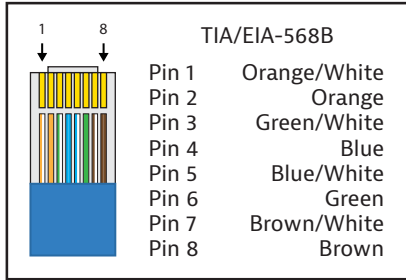 1 8
TIA/EIA-568B
Pin 1 Orange/White
Pin 2 Orange
Pin 3 Green/White
Pin 4 Blue
Pin 5 Blue/White
Pin 6 Green
Pin 7 Brown/White
Pin 8 Brown